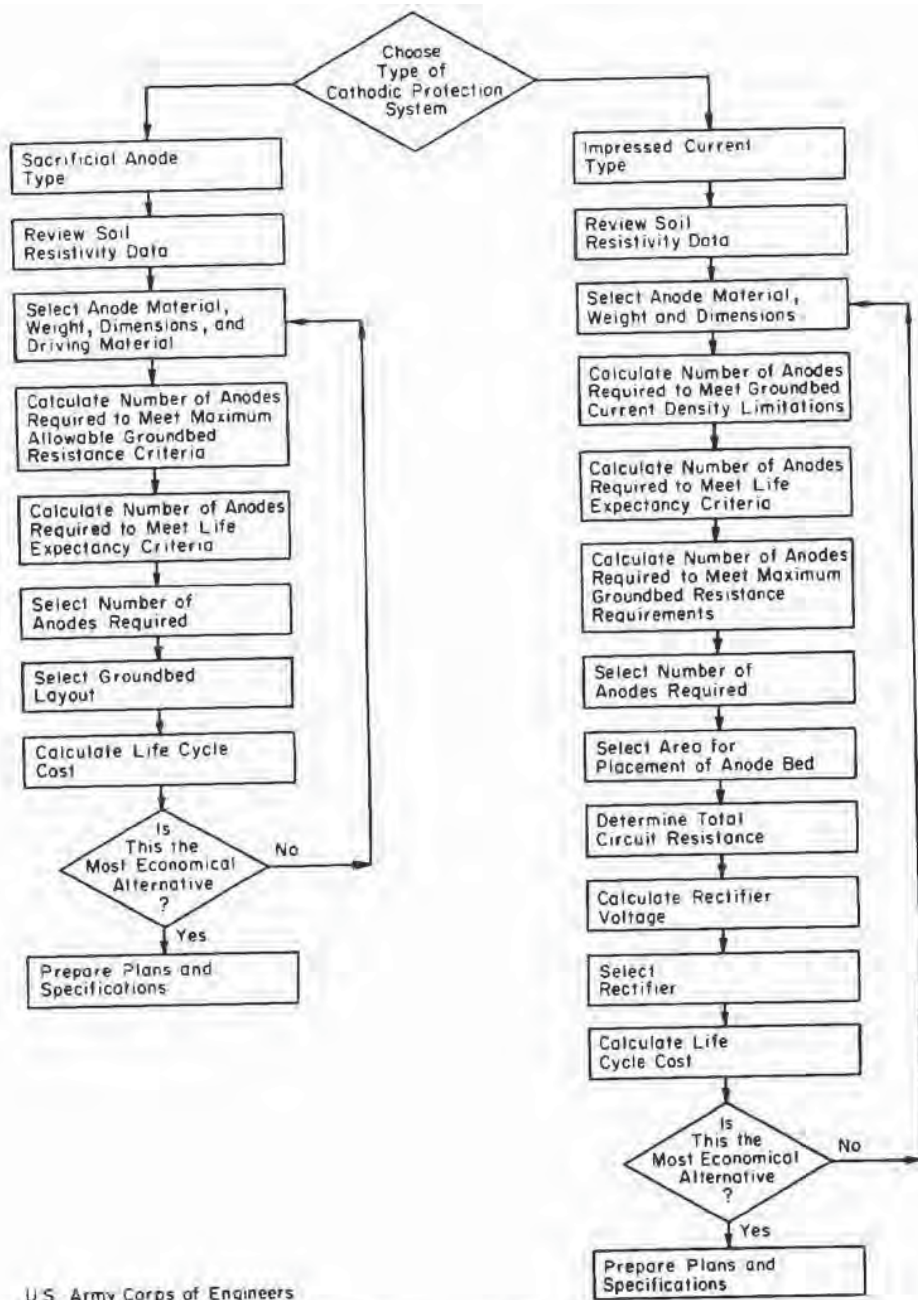 Choose
Type of
Cathodic Protection
System
Sacrificial Anode
Type
Review Soil
Resistivity Data
Select Anode Material,
Weight, Dimensions, and
Driving Material
Calculate Number of Anodes
Required to Meet Maximum
Allowable Groundbed
Resistance Criteria
Calculate Number of Anodes
Required to Meet Life
Expectancy Criteria
Select Number of
Anodes Required
Select Groundbed
Layout
Calculate Life Cycle
Cost
Is
This the
Most Economical
Alternative
?
No
Yes
Prepare Plans and
Specifications
Impressed Current
Type
Review Soil
Resistivity Data
Select Anode Material,
Weight and Dimensions
Calculate Number of Anodes
Required to Meet Groundbed
Current Density Limitations
Calculate Number of Anodes
Required to Meet Life
Expectancy Criteria
Calculate Number of Anodes
Required to Meet Maximum
Groundbed Resistance
Requirements
Select Number of
Anodes Required
Select Area for
Placement of Anode Bed
Determine Total
Circuit Resistance
Calculate Rectifier
Voltage
Select
Rectifier
Calculate Life
Cycle Cost
Is
This the
Most Economical
Alternative
?
No
Yes
Prepare Plans and
Specifications
U.S. Army Corps of Engineers